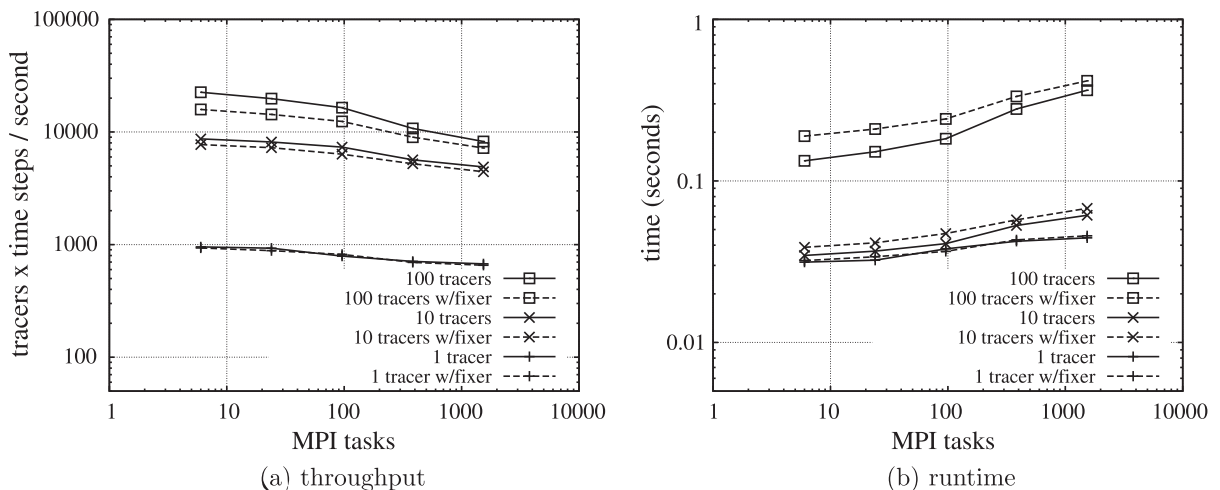 100000
10000
1000
100
tracers x time steps / second
100 tracers
100 tracers w/fixer
10 tracers
10 tracers w/fixer
1 tracer
1 tracer w/fixer
1 10 100 1000 10000
MPI tasks
(a) throughput
1
0.1
0.01
time (seconds)
100 tracers
100 tracers w/fixer
10 tracers
10 tracers w/fixer
1 tracer
1 tracer w/fixer
1 10 100 1000 10000
MPI tasks
(b) runtime